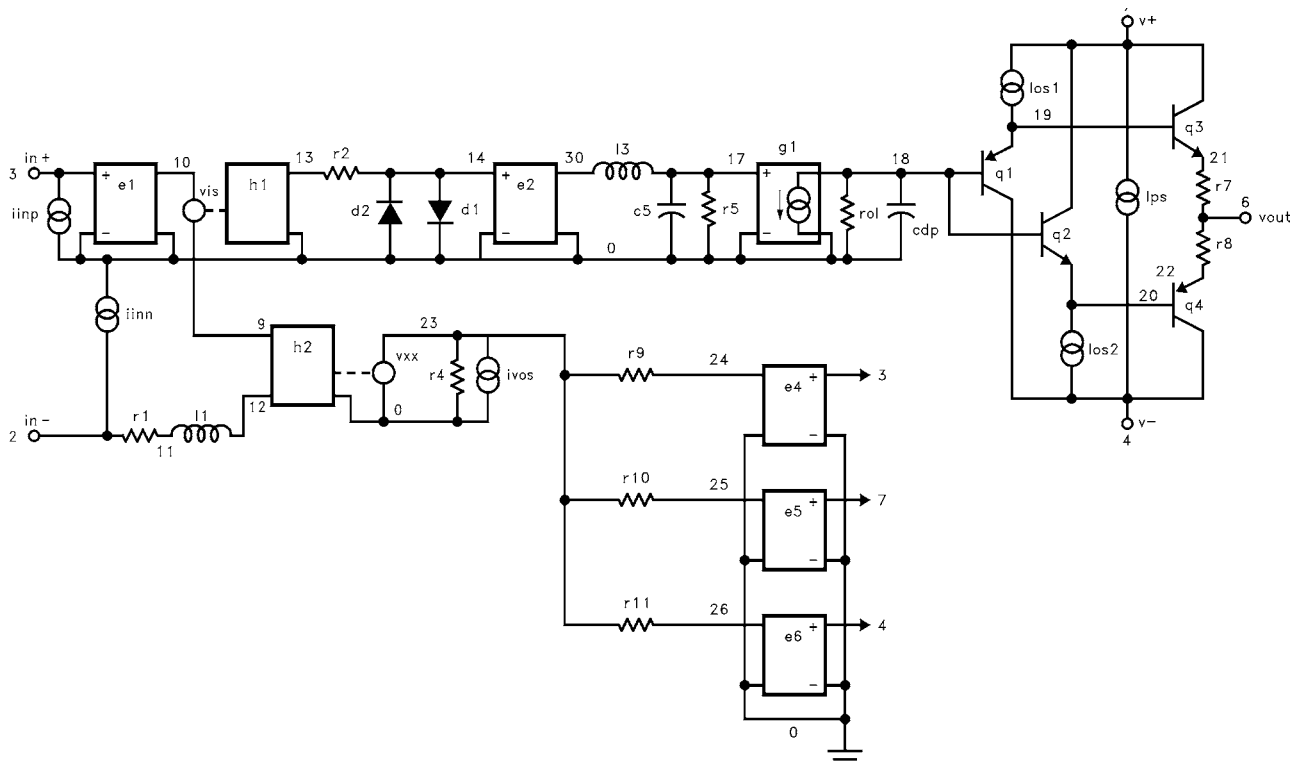 v+
Ios1
19
q3
in+
10
13
r2
14
30
l3
17
g1
18
21
3
e1
vis
h1
e2
q1
r7
6
vout
iinp
d2
d1
c5
r5
rol
cdp
Ips
q2
r8
0
22
iinn
20
q4
9
h2
23
vxx
r4
ivos
Ios2
r9
24
e4
3
v-
4
in-
2
r1
l1
12
0
11
r10
25
e5
7
r11
26
e6
4
0